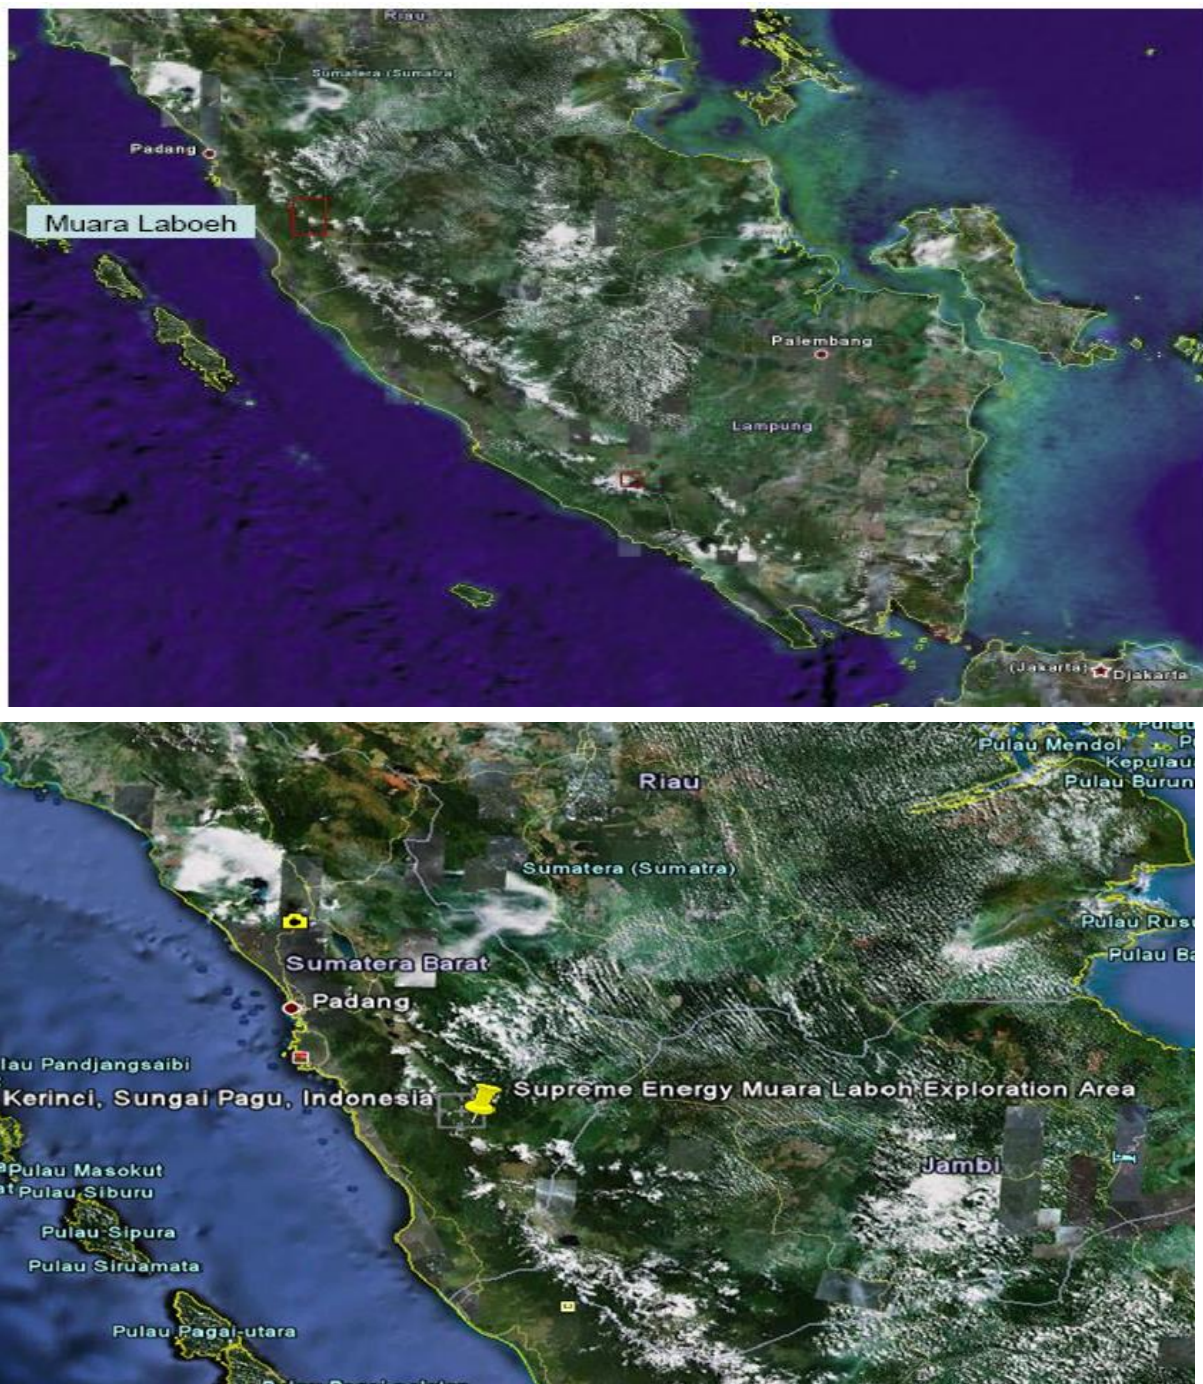 Riau
Sumatera (Sumatra)
Padang
Muara Laboeh
Palembang
Lampung
(Jakarta)
Djakarta
Pulau Mendol
Kepulaua
Riau
Pulau Burun
Sumatera (Sumatra)
Pulau Rus
Sumatera Barat
Pulau Ba
Padang
lau Pandjangsaibi
Supreme Energy Muara Laboh Exploration Area
Kerinci, Sungai Pagu, Indonesia
Pulau Masokut
Jambi
Pulau Siburu
Pulau Sipura
Pulau Siruamata
Pulau Pagai-utara